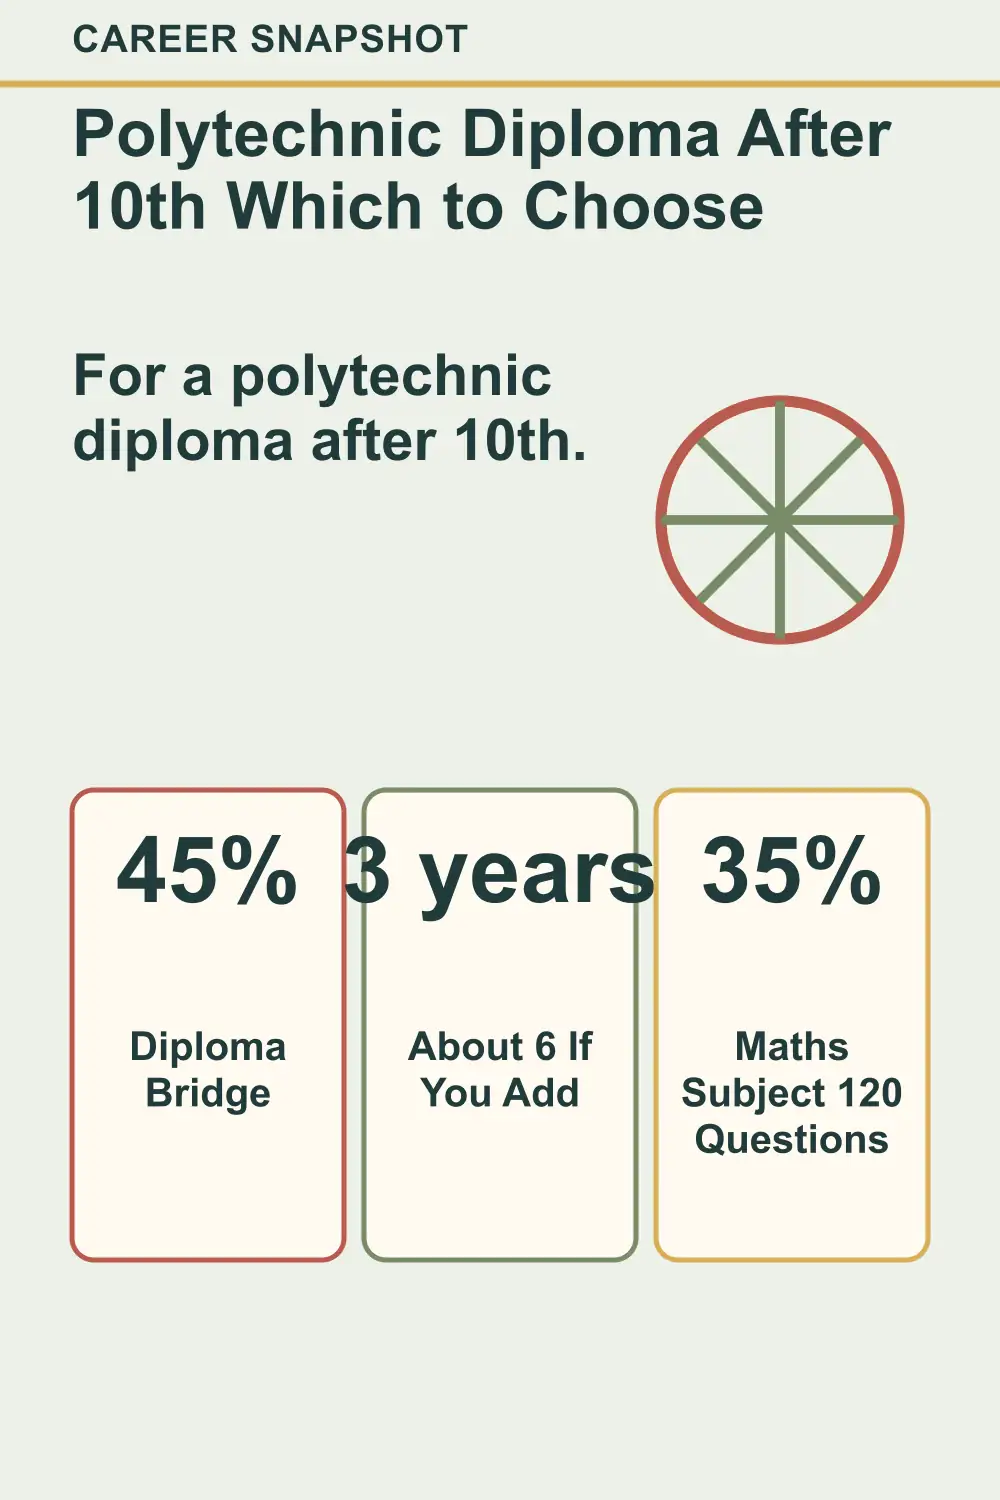 CAREER SNAPSHOT
Polytechnic Diploma After
10th Which to Choose
For a polytechnic
diploma after 10th.
45%
Diploma
Bridge
3 years
About 6 If
You Add
35%
Maths
Subject 120
Questions